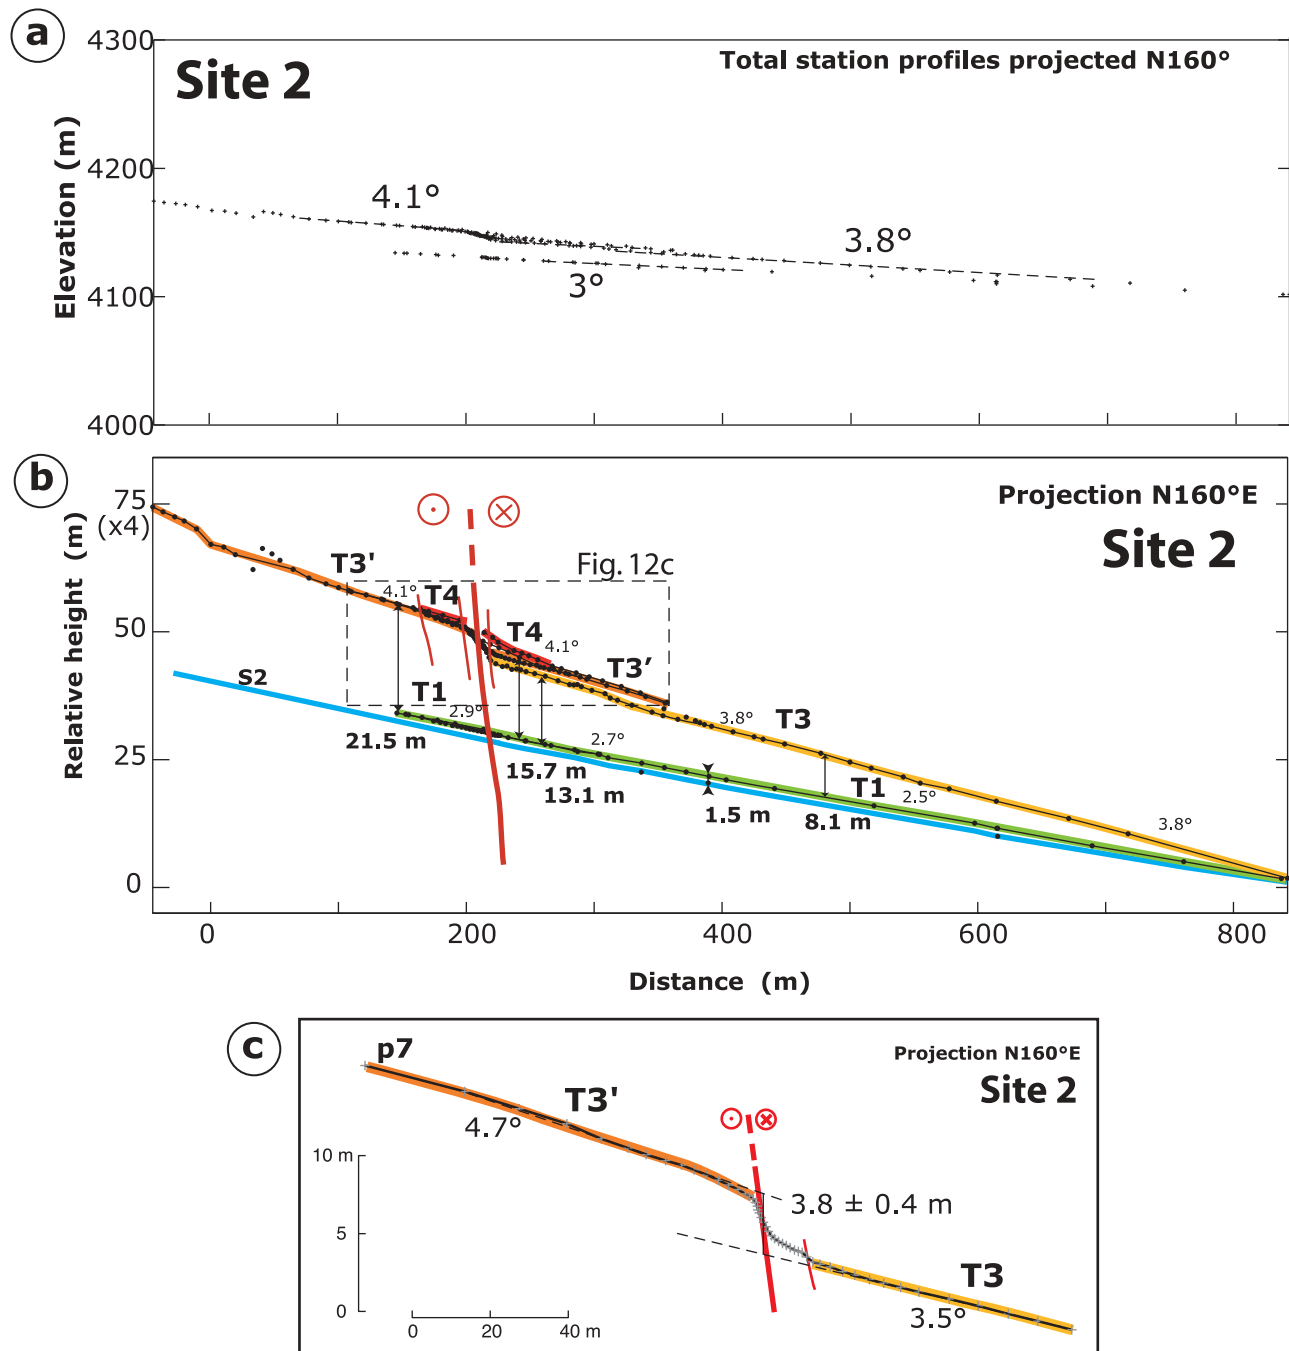 a
4300
Site 2
Total station profiles projected N160°
Elevation (m)
4200
4.1°
3.8°
3°
4100
4000
b
75
(x4)
Projection N160°E
Site 2
Fig. 12c
T3'
4.1°
T4
T4
4.1°
T3’
50
S2
T1
2.9°
3.8°
T3
21.5 m
2.7°
15.7 m
13.1 m
1.5 m
T1
2.5°
8.1 m
3.8°
Relative height (m)
25
0
0
200
400
600
800
Distance (m)
c
p7
Projection N160°E
Site 2
T3'
4.7°
10 m
3.8 ± 0.4 m
5
T3
3.5°
0
0
20
40 m